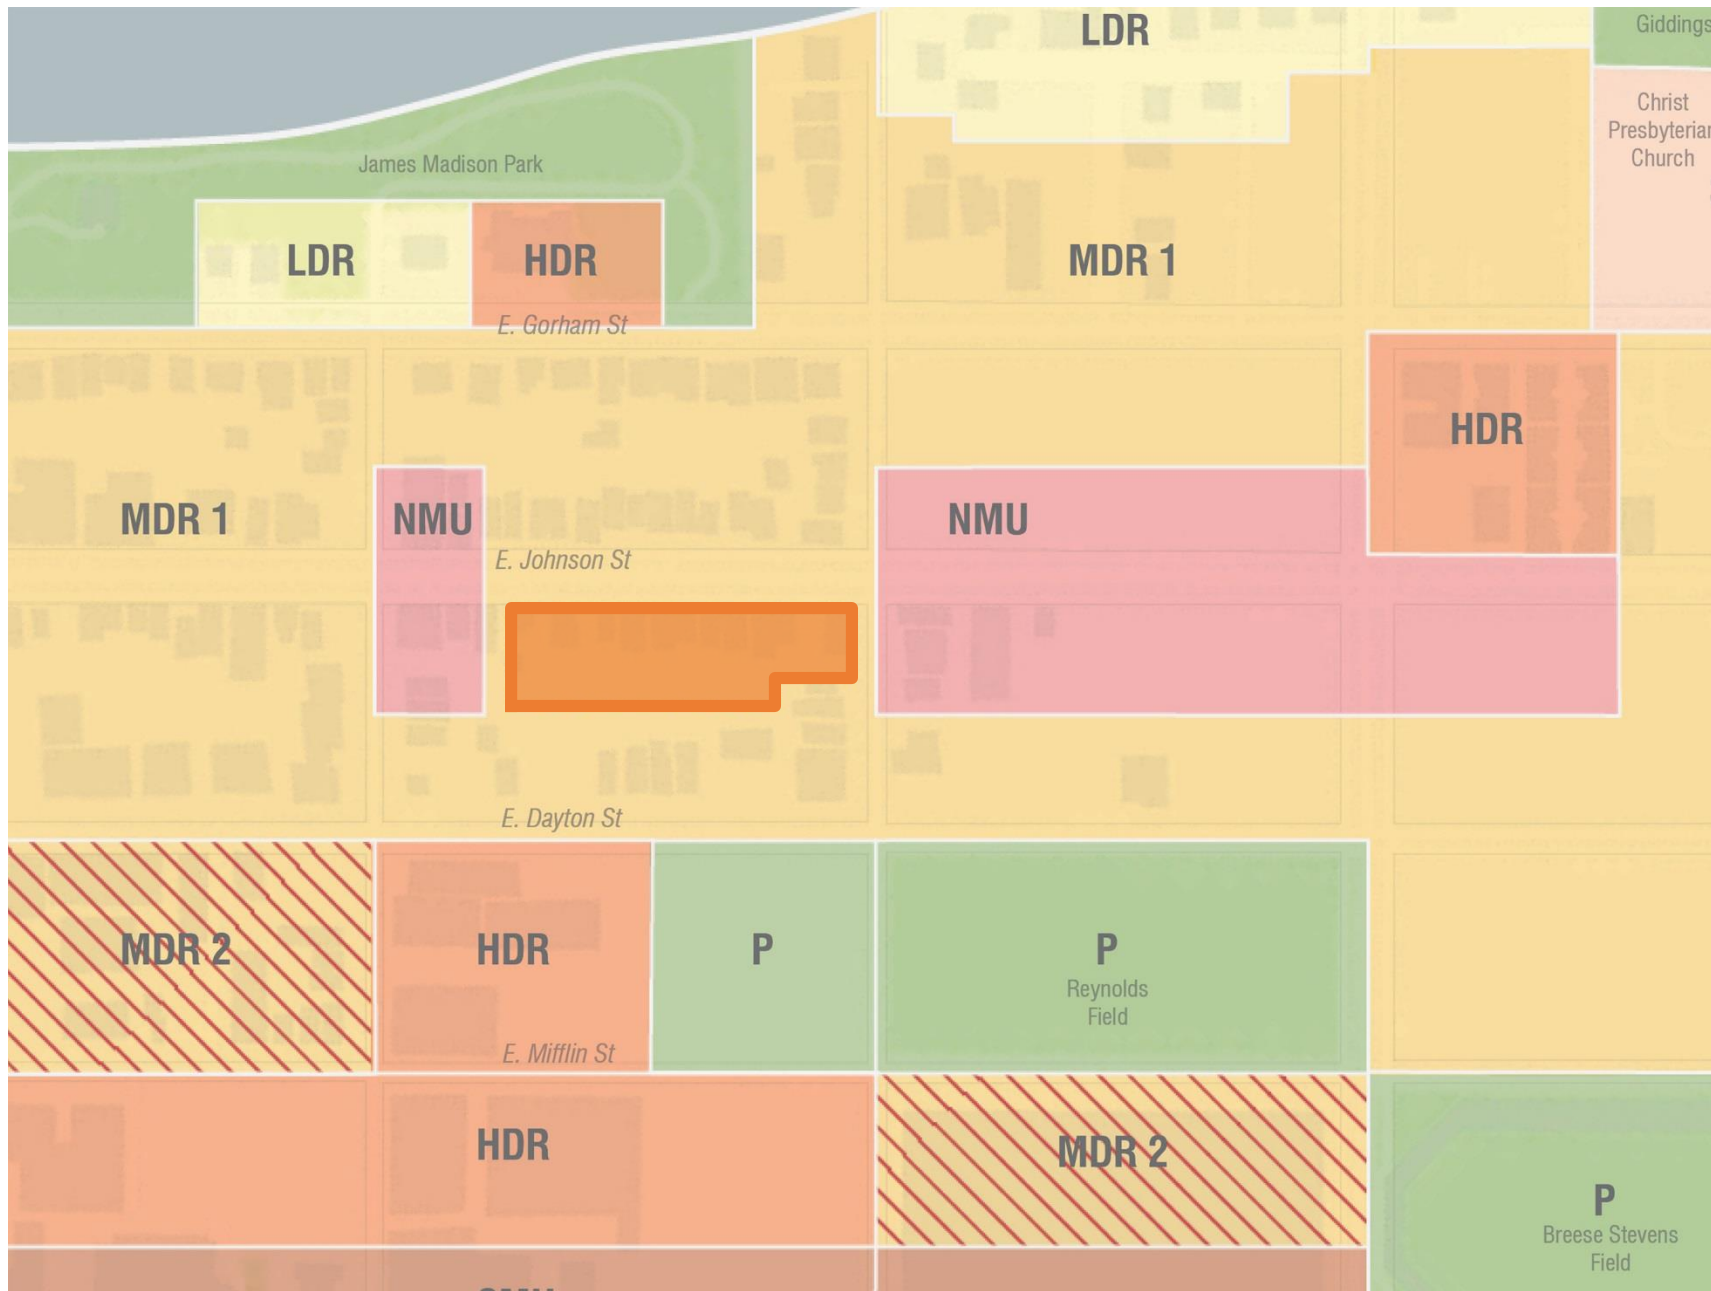 LDR
Giddings
Christ
Presbyterian
Church
James Madison Park
LDR
HDR
MDR 1
E. Gorham St
HDR
MDR 1
NMU
NMU
E. Johnson St
E. Dayton St
MDR 2
HDR
P
P
Reynolds
Field
E. Mifflin St
HDR
MDR 2
P
Breese Stevens
Field